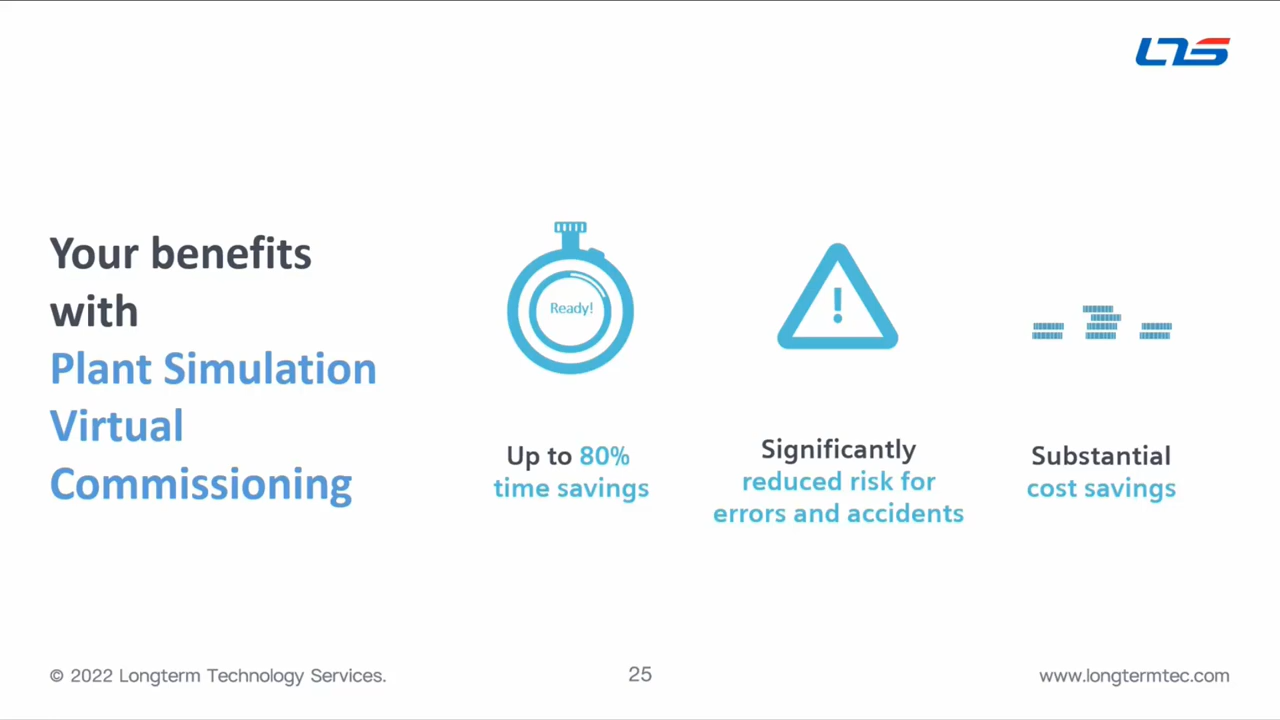 LTS
Your benefits
with
Plant Simulation
Virtual
Commissioning
Ready!
Up to 80%
time savings
Significantly
reduced risk for
errors and accidents
Substantial
cost savings
© 2022 Longterm Technology Services.
25
www.longtermtec.com